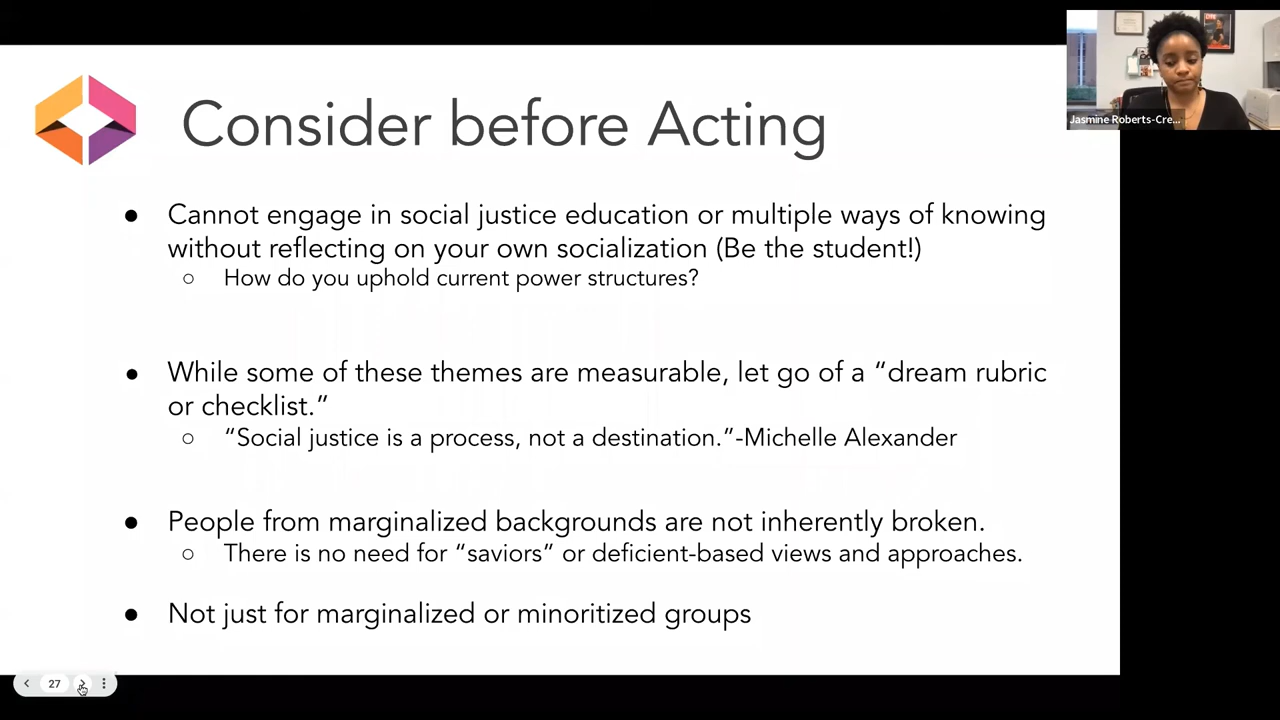 Consider before Acting
● Cannot engage in social justice education or multiple ways of knowing
without reflecting on your own socialization (Be the student!)
○ How do you uphold current power structures?
● While some of these themes are measurable, let go of a “dream rubric
or checklist.”
○ “Social justice is a process, not a destination.”-Michelle Alexander
● People from marginalized backgrounds are not inherently broken.
○ There is no need for “saviors” or deficient-based views and approaches.
● Not just for marginalized or minoritized groups
Jasmine Roberts-Cre...
27